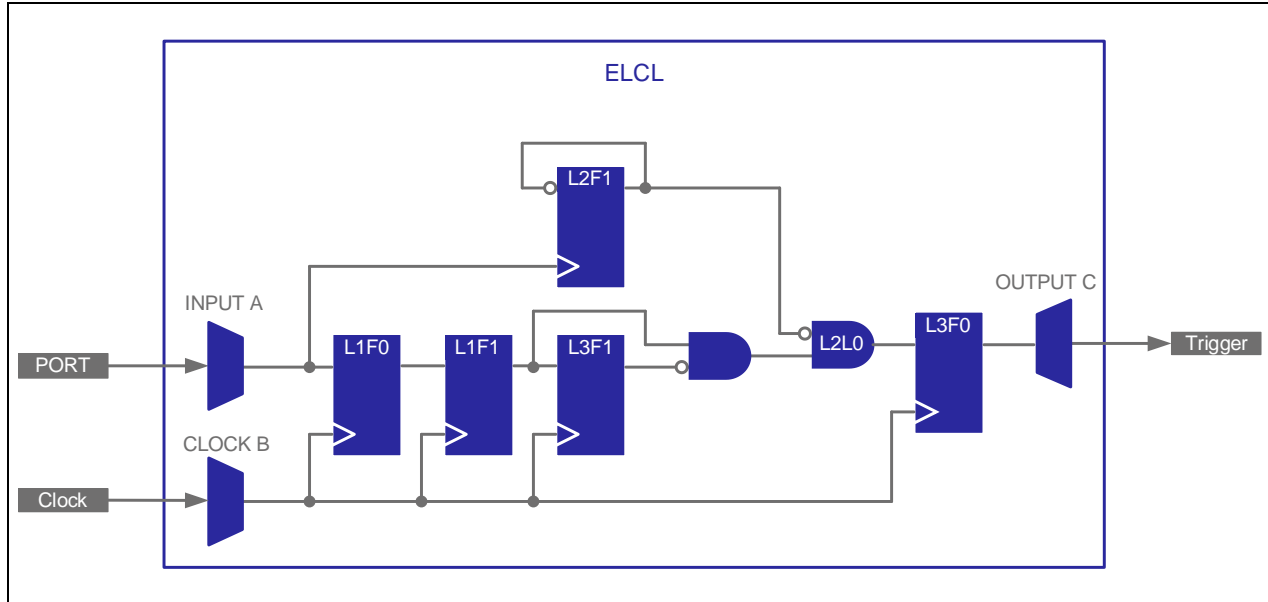 ELCL
L2F1
INPUT A
OUTPUT C
L1F0
L1F1
L3F1
L2L0
L3F0
PORT
Trigger
CLOCK B
Clock